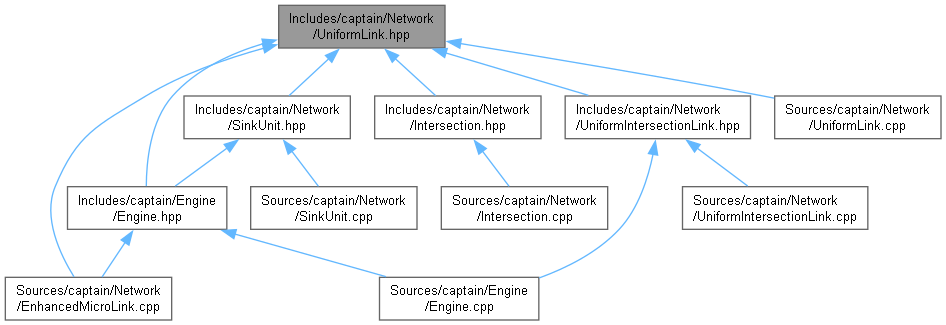 Includes/captain/Network
/UniformLink.hpp
Includes/captain/Network
/SinkUnit.hpp
Includes/captain/Network
/Intersection.hpp
Includes/captain/Network
/UniformIntersectionLink.hpp
Sources/captain/Network
/UniformLink.cpp
Includes/captain/Engine
/Engine.hpp
Sources/captain/Network
/SinkUnit.cpp
Sources/captain/Network
/Intersection.cpp
Sources/captain/Network
/UniformIntersectionLink.cpp
Sources/captain/Network
/EnhancedMicroLink.cpp
Sources/captain/Engine
/Engine.cpp